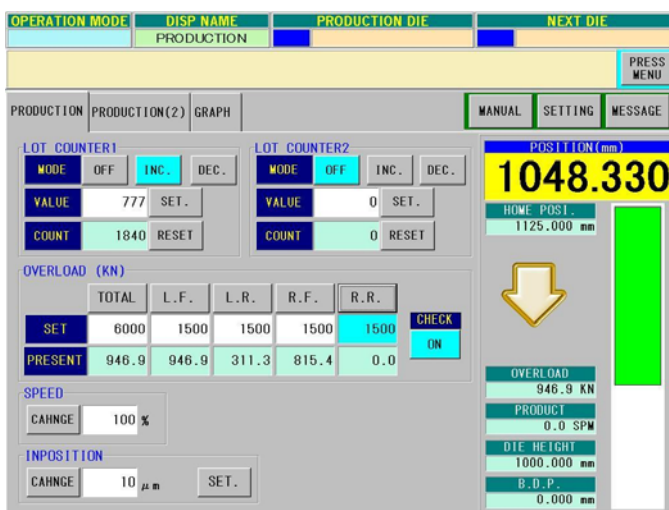 OPERATION MODE DISP NAME PRODUCTION DIE NEXT DIE
PRODUCTION
PRESS
MENU
PRODUCTION PRODUCTION(2) GRAPH MANUAL SETTING MESSAGE
LOT COUNTER1 LOT COUNTER2
MODE OFF INC. DEC. MODE OFF INC. DEC.
VALUE 777 SET. VALUE 0 SET.
COUNT 1840 RESET COUNT 0 RESET
POSITION(mm)
1048.330
HOME POSI.
1125.000 mm
OVERLOAD (KN)
TOTAL L.F. L.R. R.F. R.R.
SET 6000 1500 1500 1500 1500 CHECK
ON
PRESENT 946.9 946.9 311.3 815.4 0.0
OVERLOAD
946.9 KN
SPEED
CAHNGE 100 %
PRODUCT
0.0 SPM
INPOSITION
CAHNGE 10 μm SET.
DIE HEIGHT
1000.000 mm
B.D.P.
0.000 mm